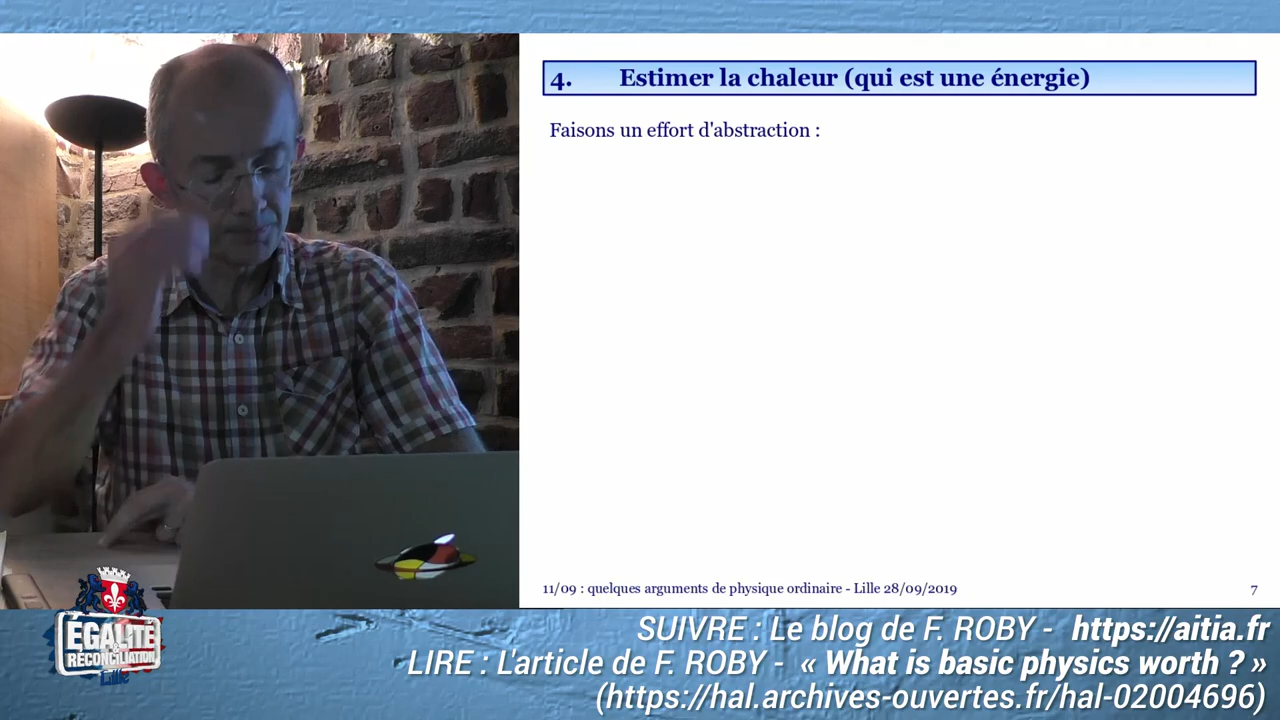 4. Estimer la chaleur (qui est une énergie)
Faisons un effort d'abstraction :
11/09 : quelques arguments de physique ordinaire - Lille 28/09/2019
7
ÉGALITÉ
&
RÉCONCILIATION
Lille
SUIVRE : Le blog de F. ROBY - https://aitia.fr
LIRE : L'article de F. ROBY - « What is basic physics worth ? »
(https://hal.archives-ouvertes.fr/hal-02004696)